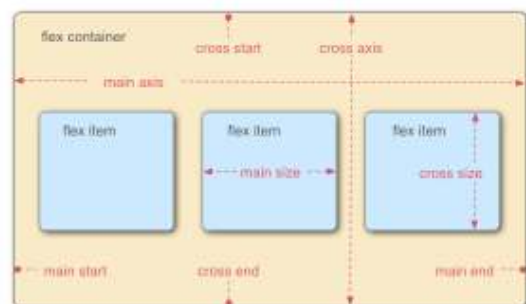 flex container
cross start
cross axis
main axis
flex item
flex item
flex item
main size
cross size
main start
cross end
main end